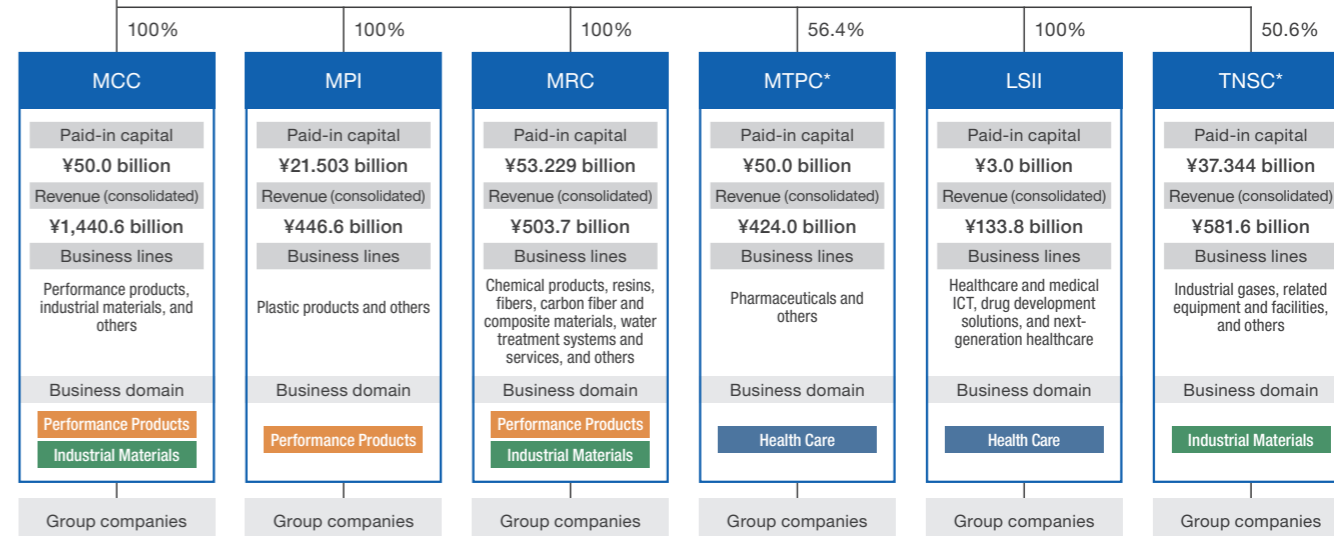 100%
100%
100%
56.4%
100%
50.6%
MCC
Paid-in capital
¥50.0 billion
Revenue (consolidated)
¥1,440.6 billion
Business lines
Performance products,
industrial materials, and
others
Business domain
Performance Products
Industrial Materials
Group companies
MPI
Paid-in capital
¥21.503 billion
Revenue (consolidated)
¥446.6 billion
Business lines
Plastic products and others
Business domain
Performance Products
Group companies
MRC
Paid-in capital
¥53.229 billion
Revenue (consolidated)
¥503.7 billion
Business lines
Chemical products, resins,
fibers, carbon fiber and
composite materials, water
treatment systems and
services, and others
Business domain
Performance Products
Industrial Materials
Group companies
MTPC*
Paid-in capital
¥50.0 billion
Revenue (consolidated)
¥424.0 billion
Business lines
Pharmaceuticals and
others
Business domain
Health Care
Group companies
LSII
Paid-in capital
¥3.0 billion
Revenue (consolidated)
¥133.8 billion
Business lines
Healthcare and medical
ICT, drug development
solutions, and next-
generation healthcare
Business domain
Health Care
Group companies
TNSC*
Paid-in capital
¥37.344 billion
Revenue (consolidated)
¥581.6 billion
Business lines
Industrial gases, related
equipment and facilities,
and others
Business domain
Industrial Materials
Group companies